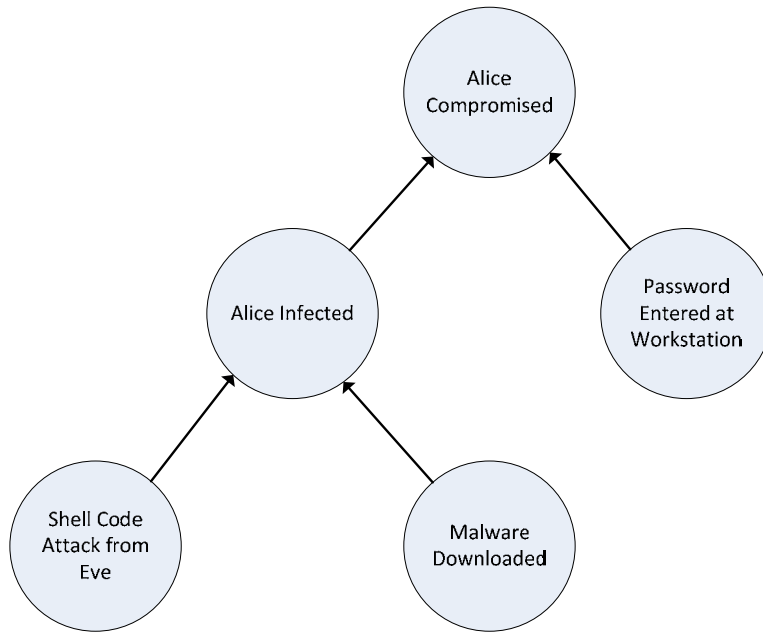 Alice
Compromised
Alice Infected
Password
Entered at
Workstation
Shell Code
Attack from
Eve
Malware
Downloaded